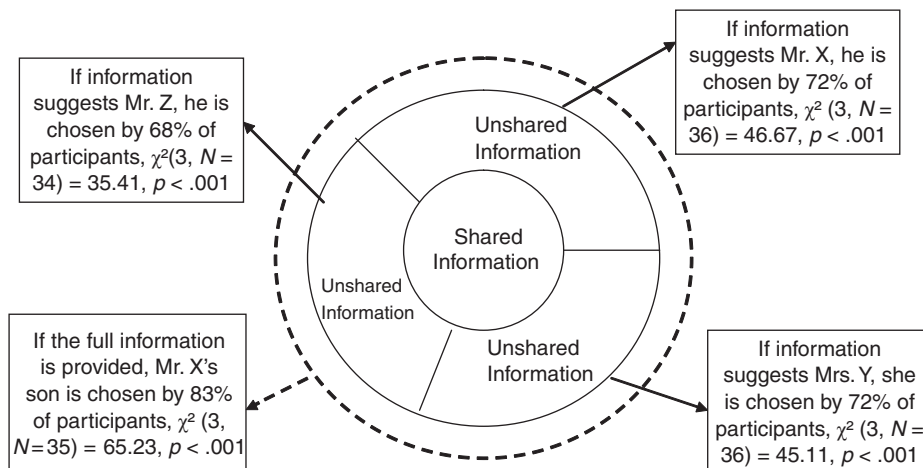 If information
suggests Mr. X, he is
chosen by 72% of
participants, χ² (3, N =
36) = 46.67, p < .001
If information
suggests Mr. Z, he is
chosen by 68% of
participants, χ²(3, N =
34) = 35.41, p < .001
Unshared
Information
Shared
Information
Unshared
Information
Unshared
Information
If the full information
is provided, Mr. X's
son is chosen by 83%
of participants, χ² (3,
N=35) = 65.23, p < .001
If information
suggests Mrs. Y, she
is chosen by 72% of
participants, χ² (3, N =
36) = 45.11, p < .001